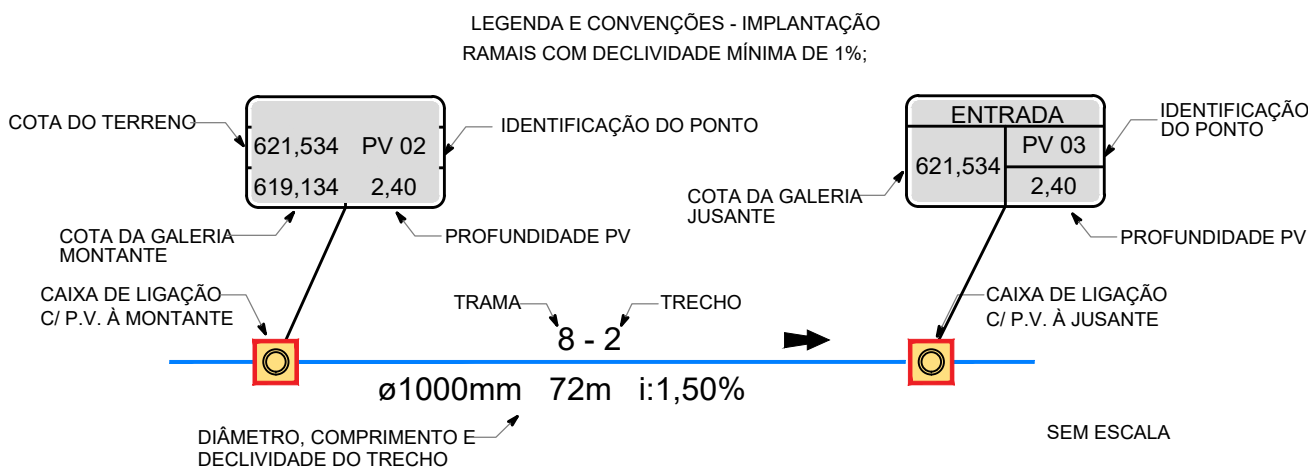 LEGENDA E CONVENÇÕES - IMPLANTAÇÃO
RAMAIS COM DECLIVIDADE MÍNIMA DE 1%;
COTA DO TERRENO
621,534 PV 02
619,134 2,40
IDENTIFICAÇÃO DO PONTO
COTA DA GALERIA
MONTANTE
PROFUNDIDADE PV
CAIXA DE LIGAÇÃO
C/ P.V. À MONTANTE
ENTRADA
621,534
PV 03
2,40
IDENTIFICAÇÃO
DO PONTO
COTA DA GALERIA
JUSANTE
PROFUNDIDADE PV
CAIXA DE LIGAÇÃO
C/ P.V. À JUSANTE
TRAMA
TRECHO
8 - 2
ø1000mm 72m i:1,50%
DIÂMETRO, COMPRIMENTO E
DECLIVIDADE DO TRECHO
SEM ESCALA